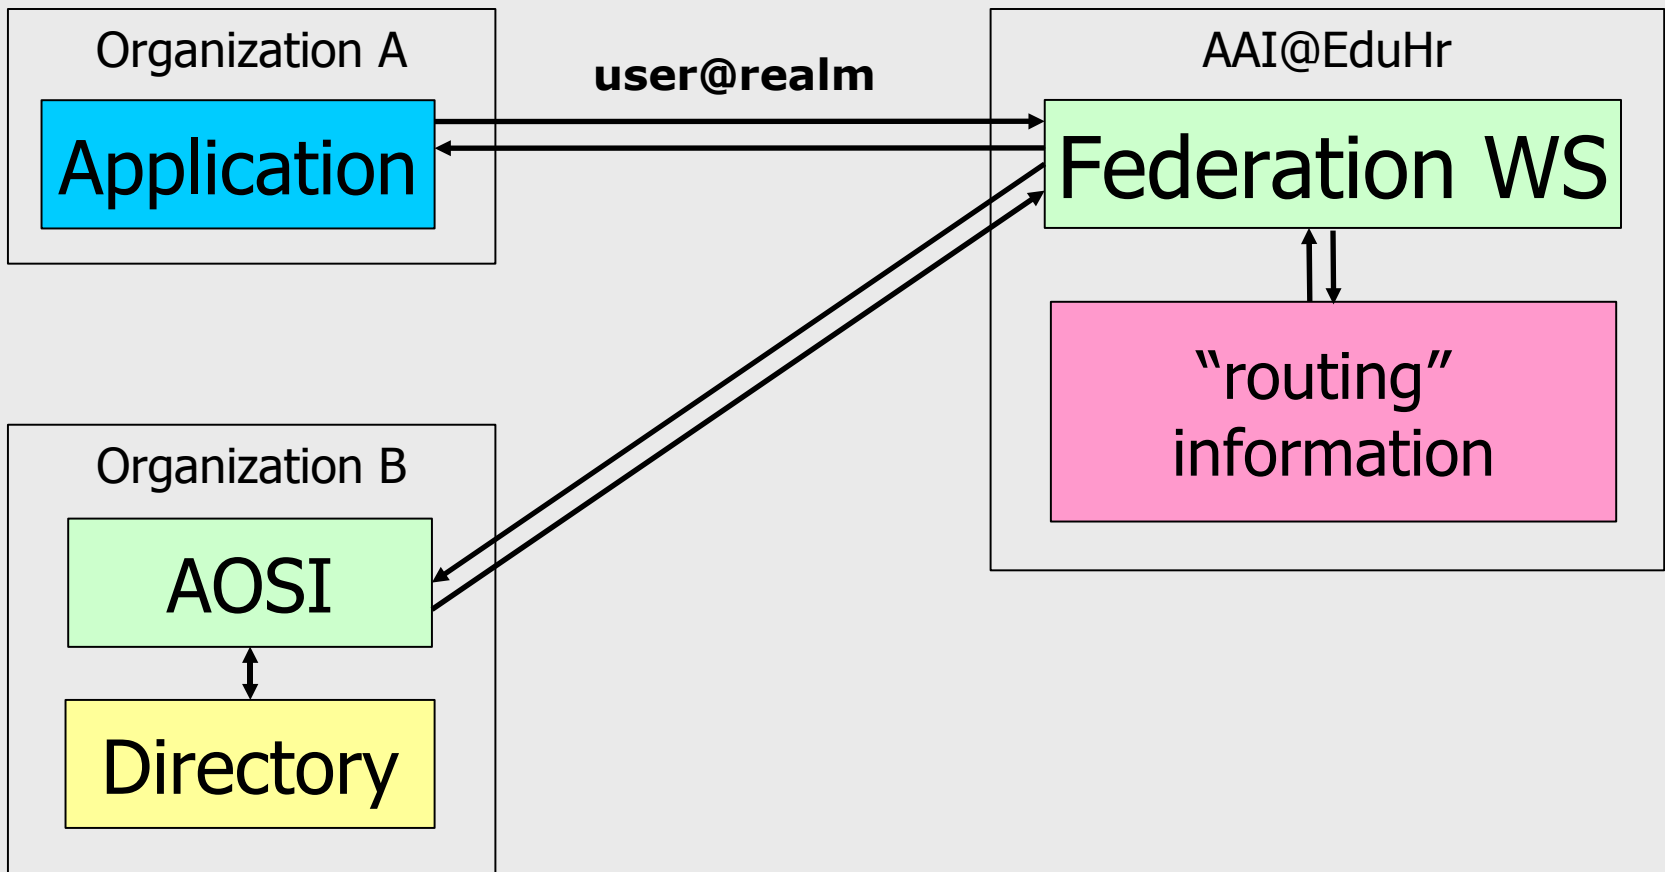 Organization A
Application
user@realm
AAI@EduHr
Federation WS
“routing”
information
Organization B
AOSI
Directory